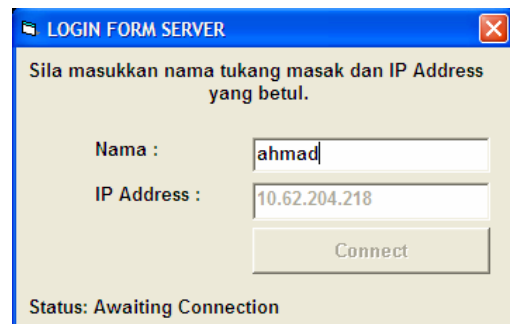 LOGIN FORM SERVER
Sila masukkan nama tukang masak dan IP Address
yang betul.
Nama : ahmad
IP Address : 10.62.204.218
Connect
Status: Awaiting Connection